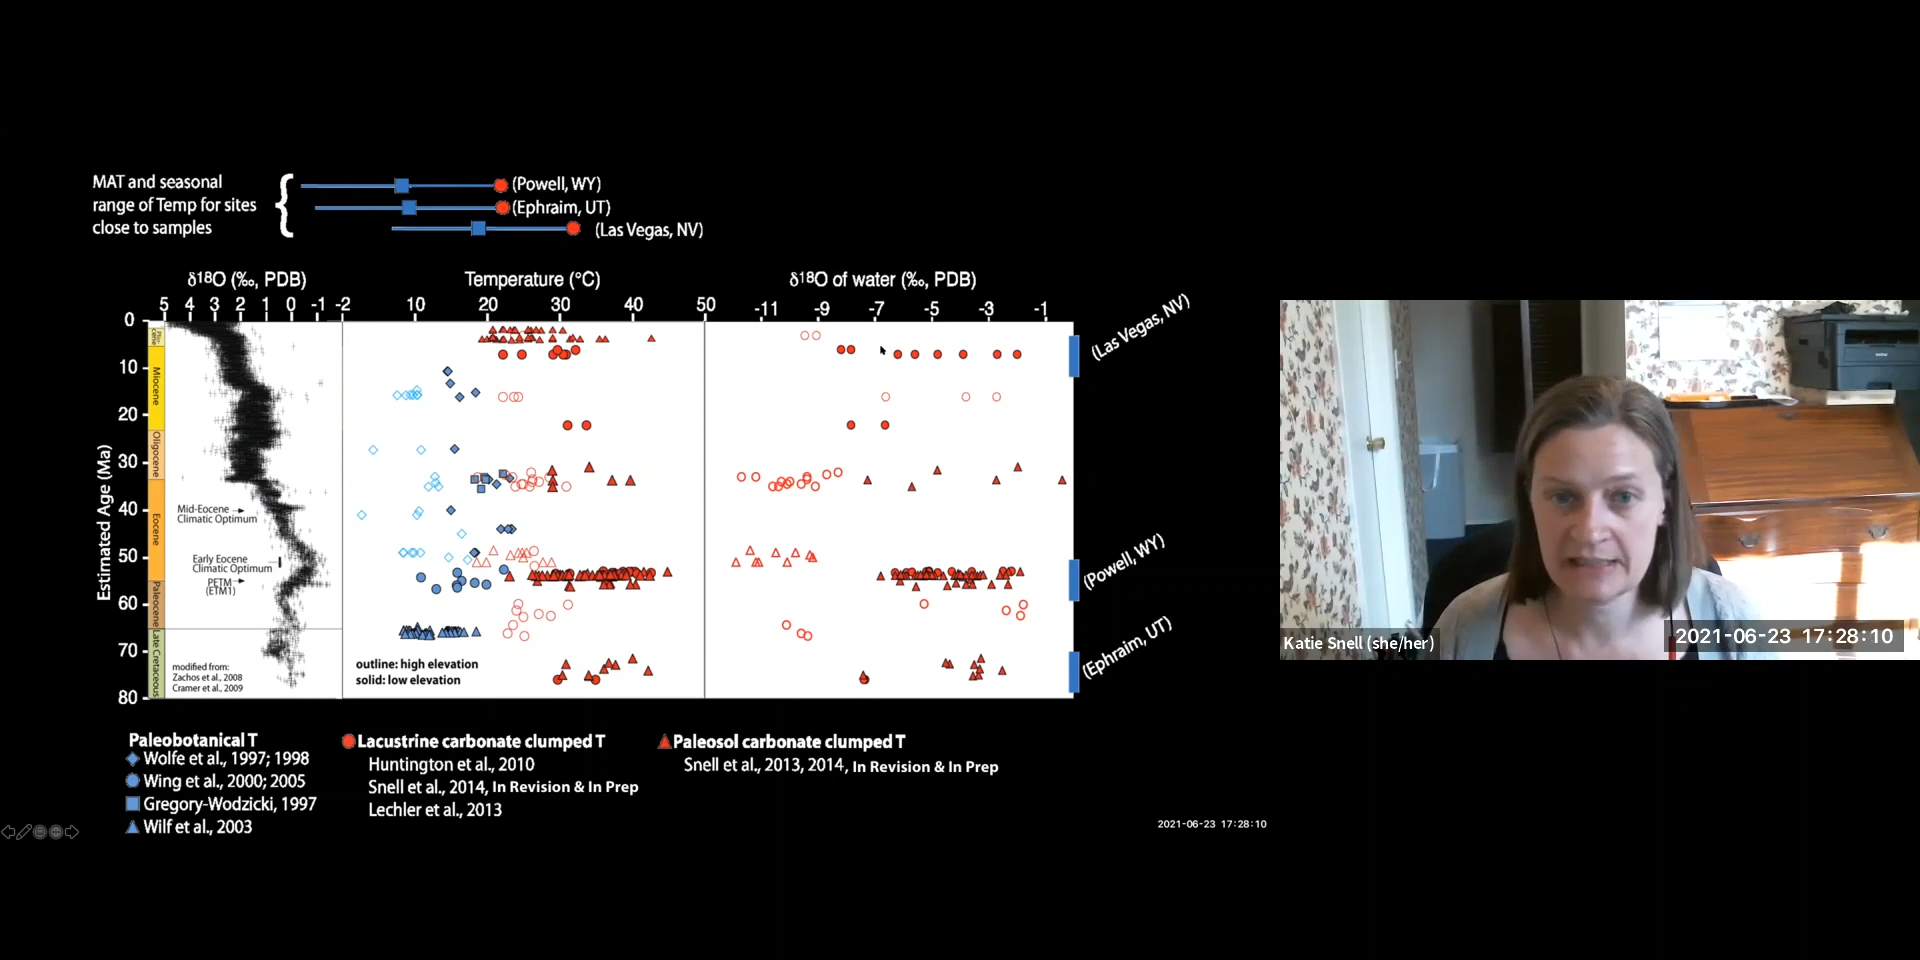 MAT and seasonal
range of Temp for sites
close to samples
{
(Powell, WY)
(Ephraim, UT)
(Las Vegas, NV)
δ18O (‰, PDB)
Temperature (°C)
δ18O of water (‰, PDB)
5 4 3 2 1 0 -1 -2
10 20 30 40 50
-11 -9 -7 -5 -3 -1
Estimated Age (Ma)
0
10
20
30
40
50
60
70
80
Miocene
Oligocene
Eocene
Paleocene
Late Cretaceous
Mid-Eocene
Climatic Optimum
Early Eocene
Climatic Optimum
PETM
(ETM1)
modified from:
Zachos et al., 2008
Cramer et al., 2009
outline: high elevation
solid: low elevation
(Las Vegas, NV)
(Powell, WY)
(Ephraim, UT)
Paleobotanical T
Wolfe et al., 1997; 1998
Wing et al., 2000; 2005
Gregory-Wodzicki, 1997
Wilf et al., 2003
Lacustrine carbonate clumped T
Huntington et al., 2010
Snell et al., 2014, In Revision & In Prep
Lechler et al., 2013
Paleosol carbonate clumped T
Snell et al., 2013, 2014, In Revision & In Prep
2021-06-23 17:28:10
Katie Snell (she/her)
2021-06-23 17:28:10